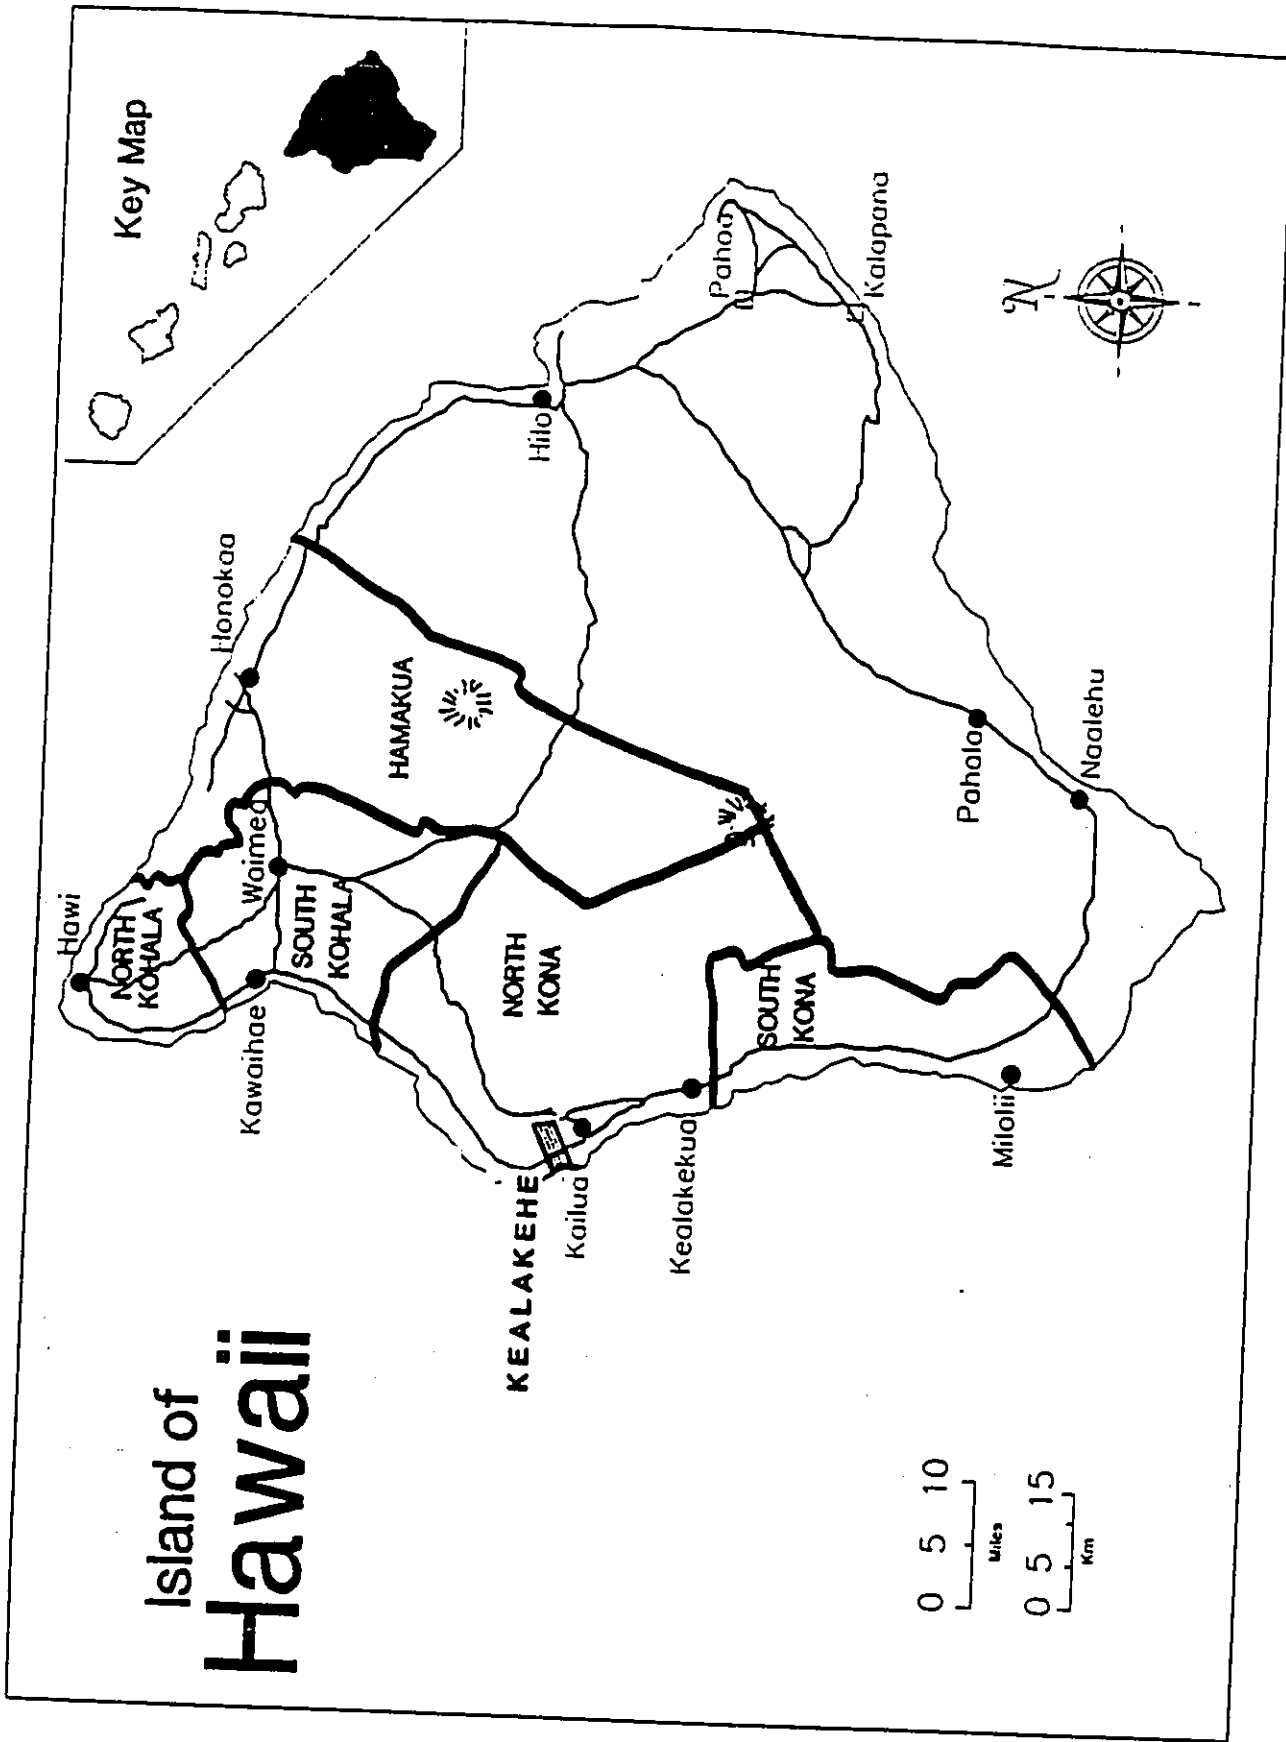 Island of
Hawaii
Key Map
Hawi
NORTH
KOHALA
Honokaa
Waimea
Kawaihae
SOUTH
KOHALA
HAMAKUA
Hilo
NORTH
KONA
KEALAKEHE
Kailua
Kealakekua
SOUTH
KONA
Pahoa
Kalapana
Pahala
Naalehu
Milolii
N
0 5 10
Miles
0 5 15
Km